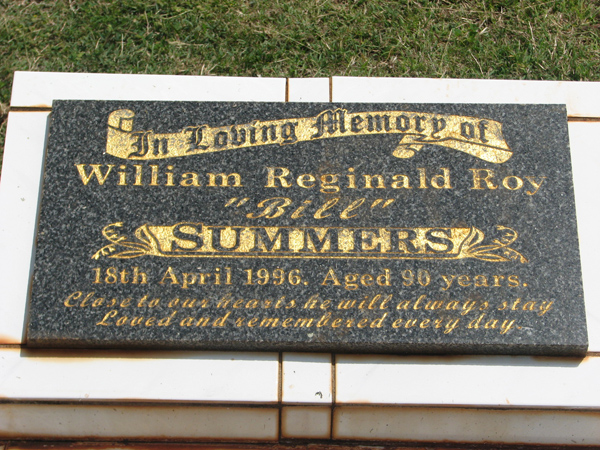 In Loving Memory of
William Reginald Roy
"Bill"
SUMMERS
18th April 1996. Aged 90 years.
Close to our hearts he will always stay
Loved and remembered every day.